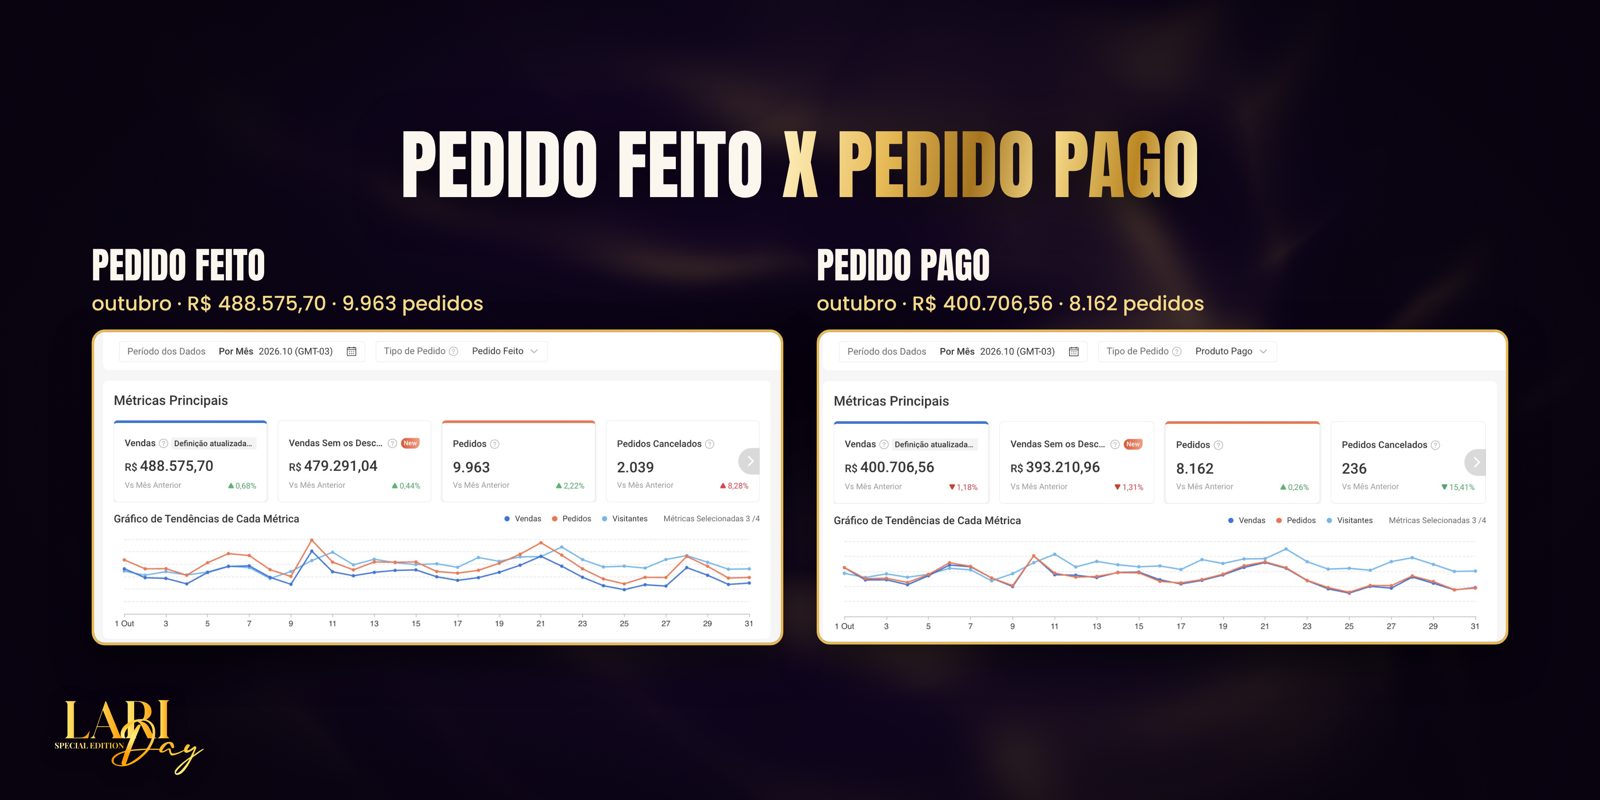 PEDIDO FEITO X PEDIDO PAGO
PEDIDO FEITO
outubro · R$ 488.575,70 · 9.963 pedidos
Período dos Dados Por Mês 2026.10 (GMT-03) Tipo de Pedido ? Pedido Feito
Métricas Principais
Vendas ? Definição atualizada...
R$ 488.575,70
Vs Mês Anterior ▲ 0,68%
Vendas Sem os Desc... ? New
R$ 479.291,04
Vs Mês Anterior ▲ 0,44%
Pedidos ?
9.963
Vs Mês Anterior ▲ 2,22%
Pedidos Cancelados ?
2.039
Vs Mês Anterior ▲ 8,28%
Gráfico de Tendências de Cada Métrica
Vendas Pedidos Visitantes Métricas Selecionadas 3 /4
1 Out 3 5 7 9 11 13 15 17 19 21 23 25 27 29 31
PEDIDO PAGO
outubro · R$ 400.706,56 · 8.162 pedidos
Período dos Dados Por Mês 2026.10 (GMT-03) Tipo de Pedido ? Produto Pago
Métricas Principais
Vendas ? Definição atualizada...
R$ 400.706,56
Vs Mês Anterior ▼ 1,18%
Vendas Sem os Desc... ? New
R$ 393.210,96
Vs Mês Anterior ▼ 1,31%
Pedidos ?
8.162
Vs Mês Anterior ▲ 0,26%
Pedidos Cancelados ?
236
Vs Mês Anterior ▼ 15,41%
Gráfico de Tendências de Cada Métrica
Vendas Pedidos Visitantes Métricas Selecionadas 3 /4
1 Out 3 5 7 9 11 13 15 17 19 21 23 25 27 29 31
LARI
SPECIAL EDITION Day